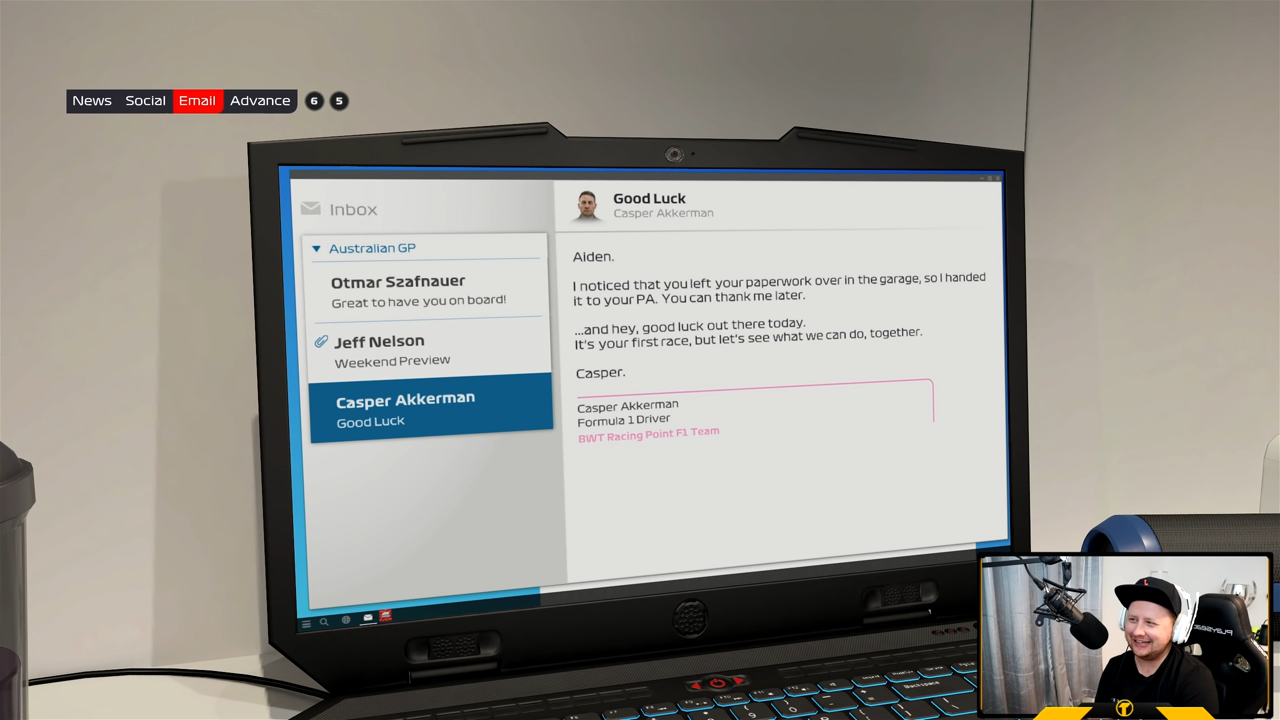 News Social Email Advance 6 5
Inbox
Australian GP
Otmar Szafnauer
Great to have you on board!
Jeff Nelson
Weekend Preview
Casper Akkerman
Good Luck
Good Luck
Casper Akkerman
Aiden.
I noticed that you left your paperwork over in the garage, so I handed
it to your PA. You can thank me later.
...and hey, good luck out there today.
It's your first race, but let's see what we can do, together.
Casper.
Casper Akkerman
Formula 1 Driver
BWT Racing Point F1 Team
Backspace